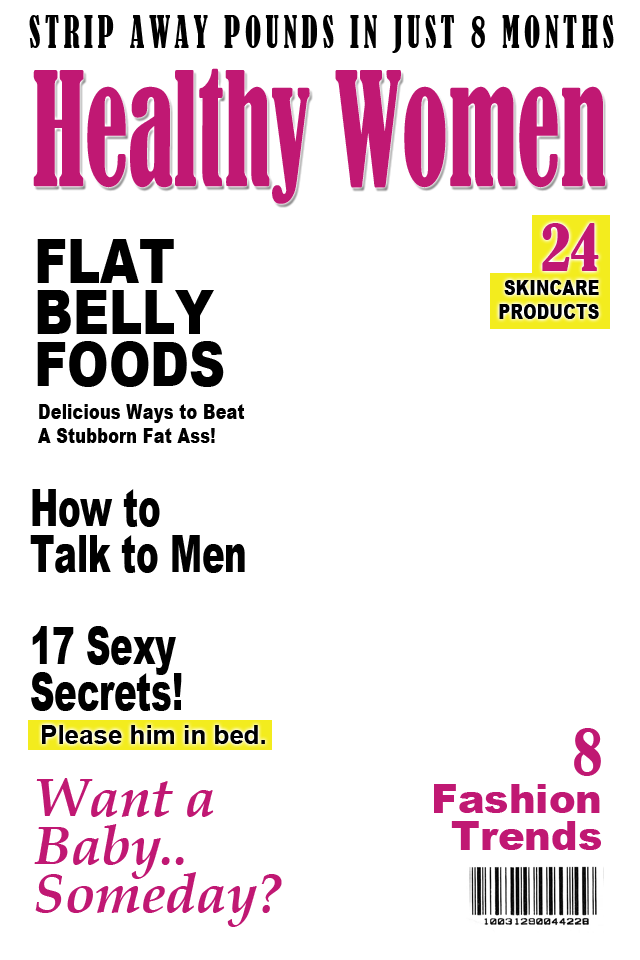 STRIP AWAY POUNDS IN JUST 8 MONTHS
Healthy Women
FLAT
BELLY
FOODS
Delicious Ways to Beat
A Stubborn Fat Ass!
24
SKINCARE
PRODUCTS
How to
Talk to Men
17 Sexy
Secrets!
Please him in bed.
Want a
Baby..
Someday?
8
Fashion
Trends
10031280044228